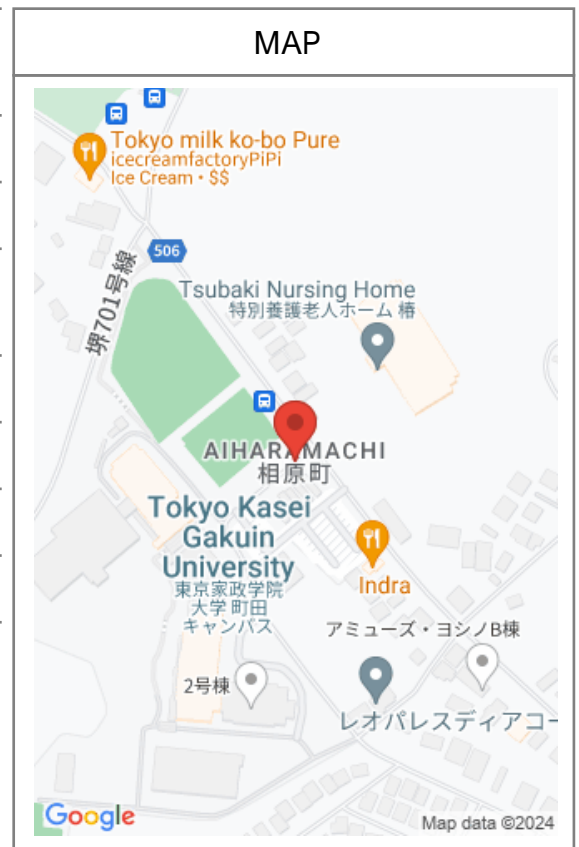 MAP
Tokyo milk ko-bo Pure
icecreamfactoryPiPi
Ice Cream • $$
506
堺701号線
Tsubaki Nursing Home
特別養護老人ホーム 椿
AIHARAMACHI
相原町
Tokyo Kasei
Gakuin
University
東京家政学院
大学 町田
キャンパス
Indra
アミューズ・ヨシノB棟
2号棟
レオパレスディアコー
Google
Map data ©2024